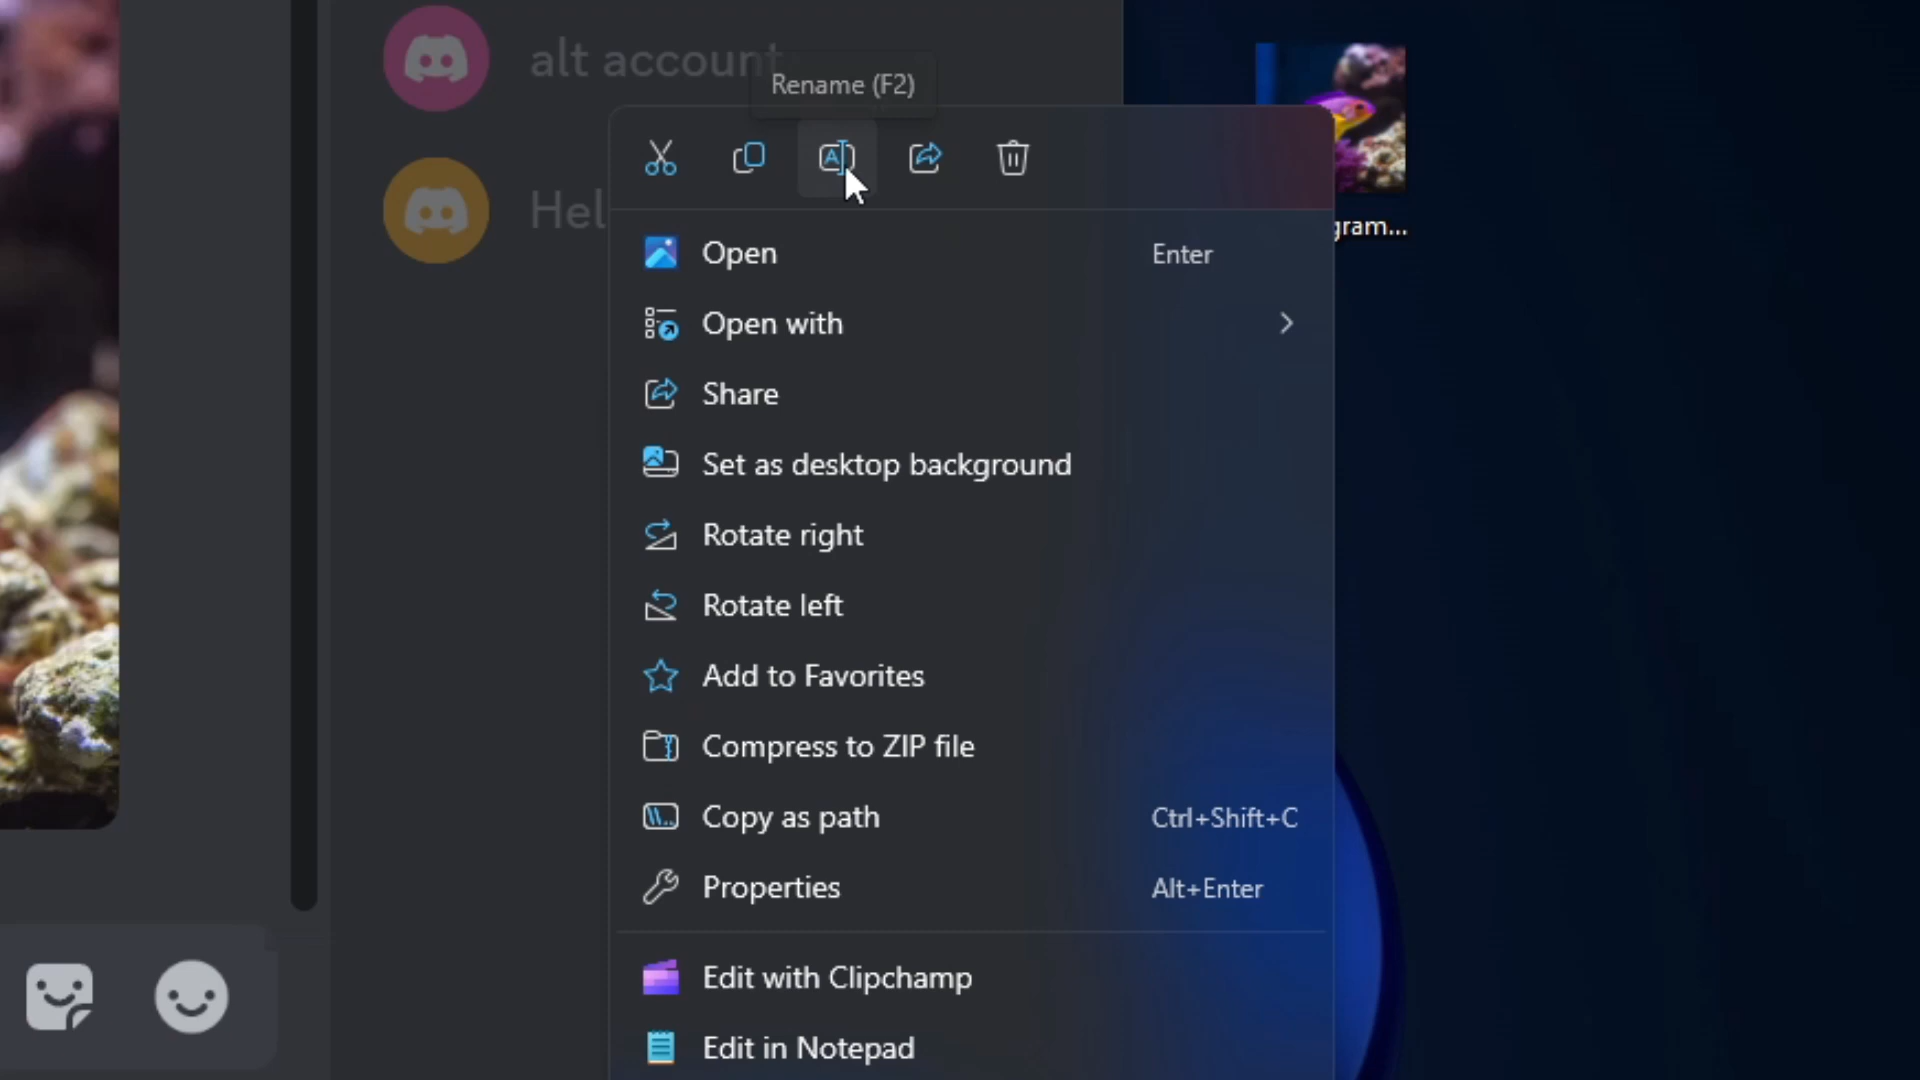 alt account
Rename (F2)
Hel
gram...
Open Enter
Open with
Share
Set as desktop background
Rotate right
Rotate left
Add to Favorites
Compress to ZIP file
Copy as path Ctrl+Shift+C
Properties Alt+Enter
Edit with Clipchamp
Edit in Notepad